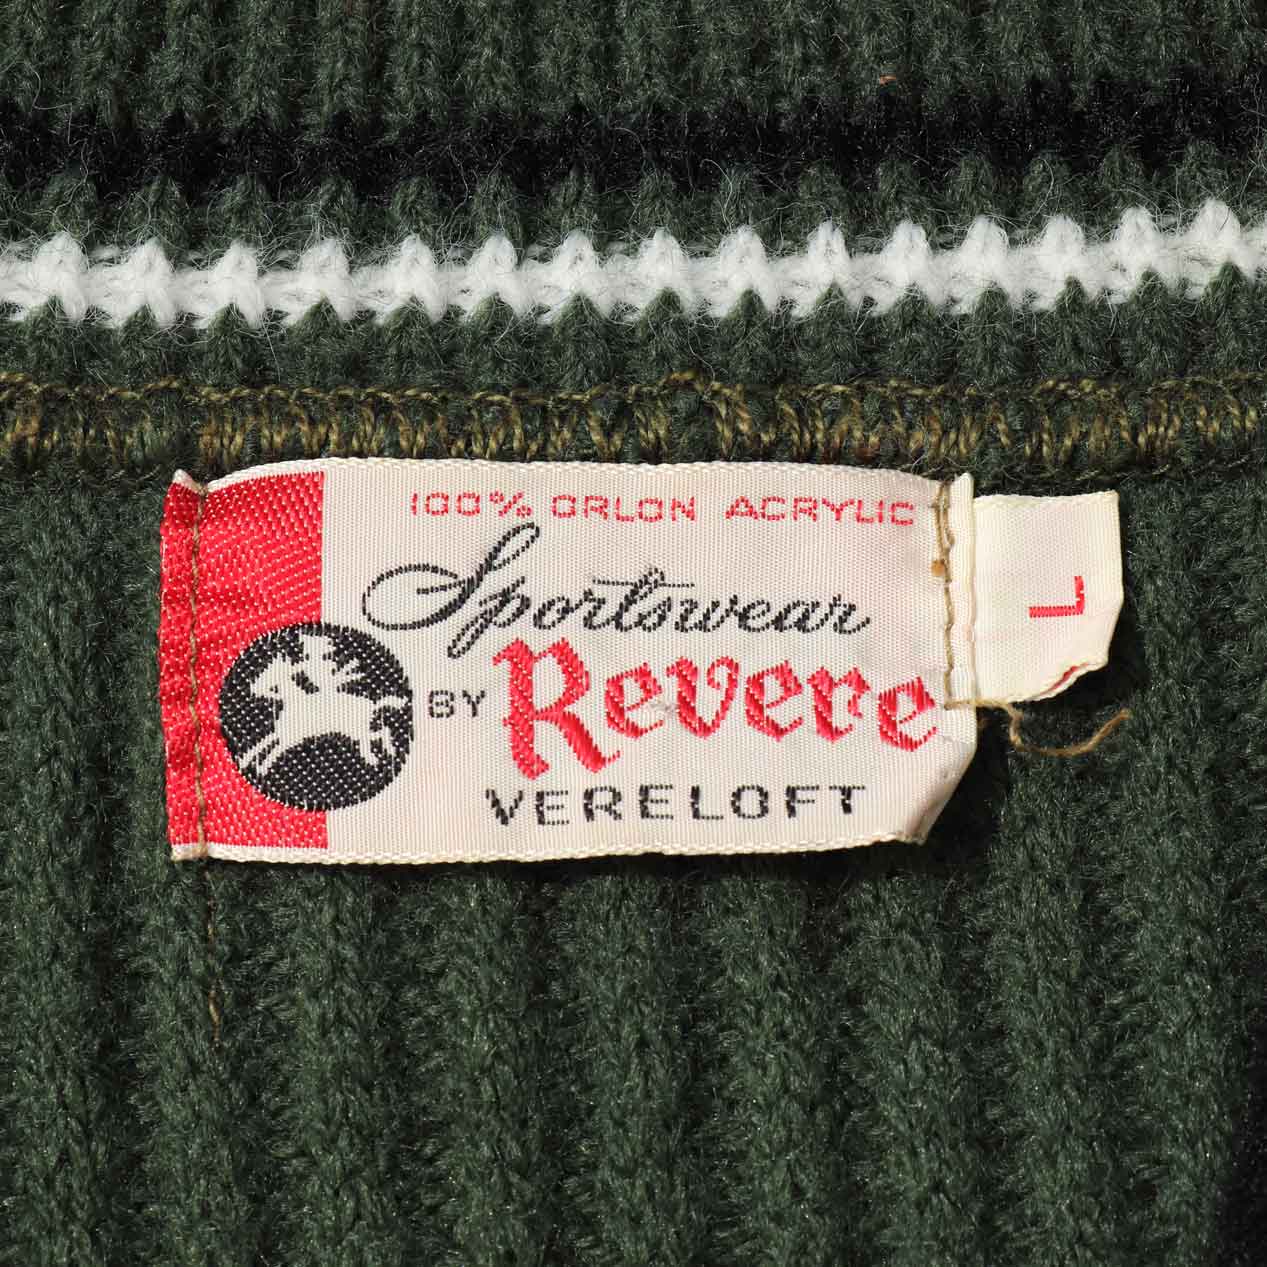 100% ORLON ACRYLIC
Sportswear
BY Revere
VERELOFT
L